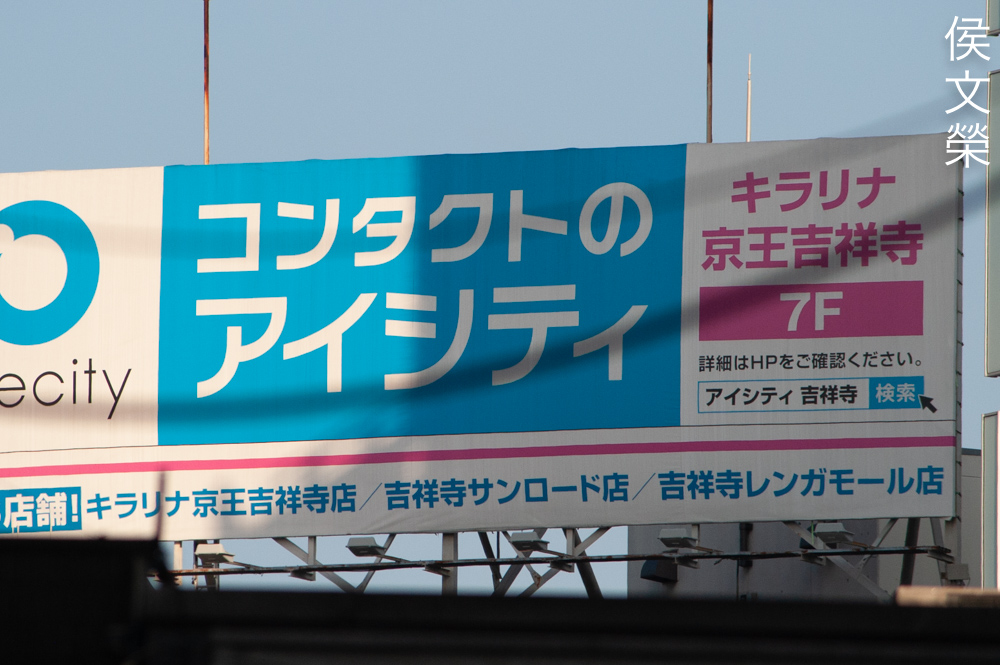 侯文榮
ecity
コンタクトの
アイシティ
キラリナ
京王吉祥寺
7F
詳細はHPをご確認ください。
アイシティ 吉祥寺 検索
店舗! キラリナ京王吉祥寺店／吉祥寺サンロード店／吉祥寺レンガモール店